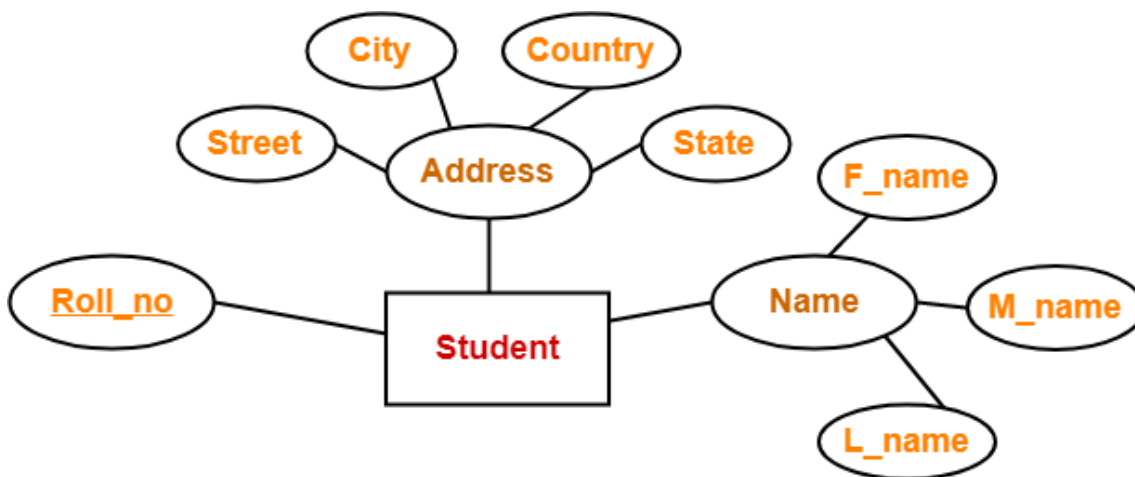 City
Country
Street
Address
State
F_name
Roll_no
Student
Name
M_name
L_name